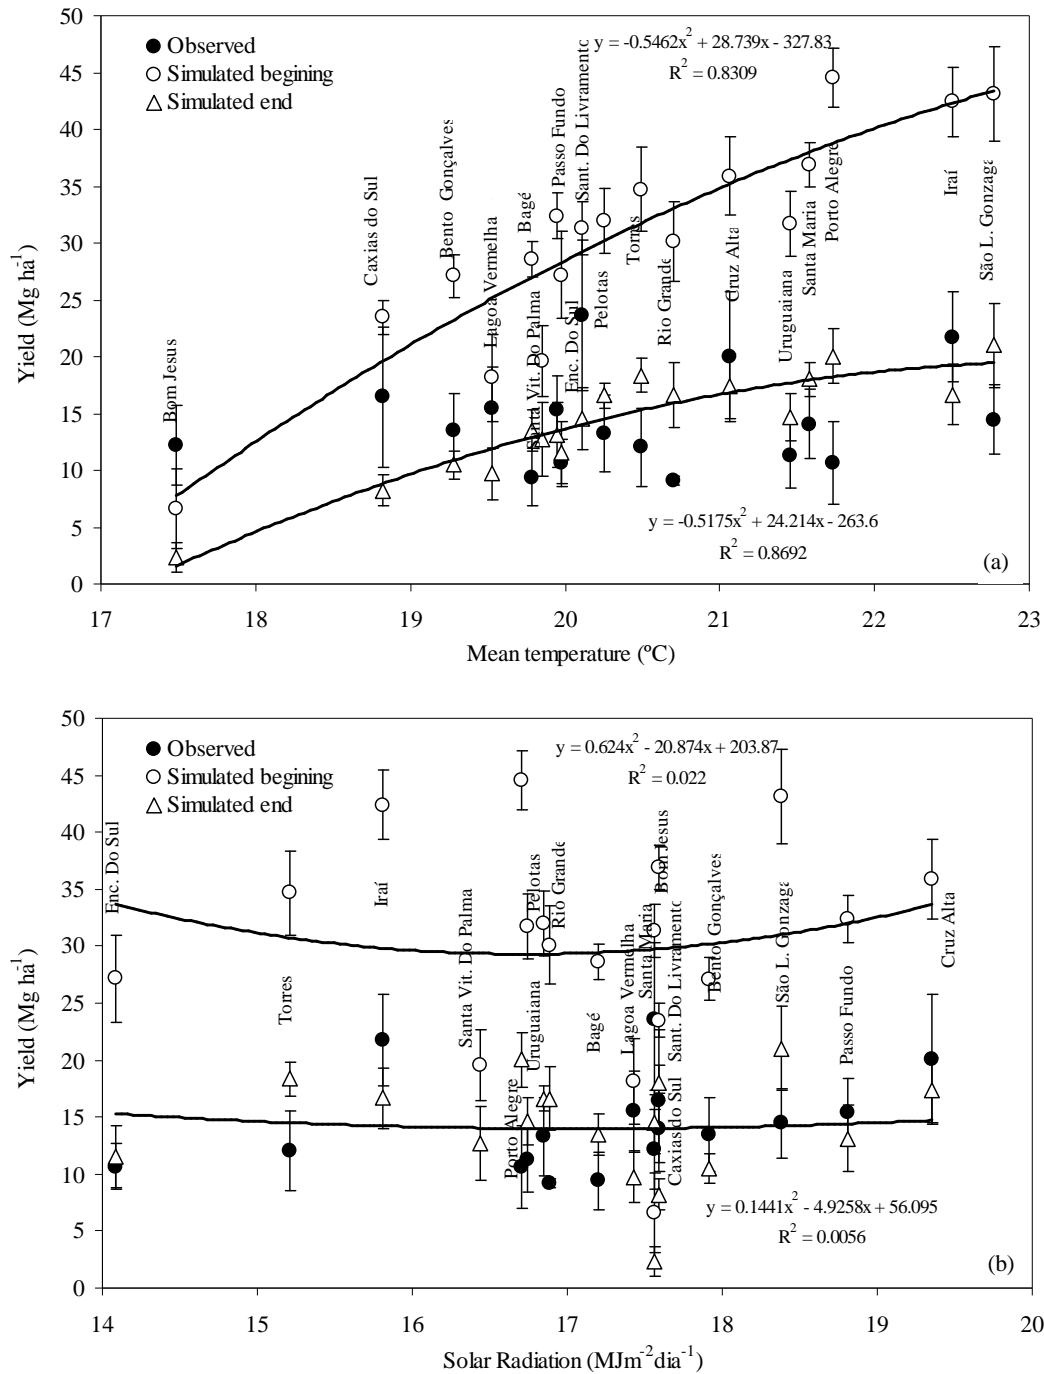 50
45
40
35
30
25
20
15
10
5
0
Yield (Mg ha-1)
Observed
Simulated begining
Simulated end
y = -0.5462x2 + 28.739x - 327.83
R2 = 0.8309
Bom Jesus
Caxias do Sul
Bento Gonçalves
Lagoa Vermelha
Bagé
Santa Vit. Do Palma
Passo Fundo
Enc. Do Sul
Sant. Do Livramento
Pelotas
Torres
Rio Grande
Cruz Alta
Uruguaiana
Santa Maria
Porto Alegre
Iraí
São L. Gonzaga
y = -0.5175x2 + 24.214x - 263.6
R2 = 0.8692
(a)
17 18 19 20 21 22 23
Mean temperature (ºC)
50
45
40
35
30
25
20
15
10
5
0
Yield (Mg ha-1)
Observed
Simulated begining
Simulated end
y = 0.624x2 - 20.874x + 203.87
R2 = 0.022
Enc. Do Sul
Torres
Iraí
Santa Vit. Do Palma
Porto Alegre
Uruguaiana
Pelotas
Rio Grande
Bagé
Lagoa Vermelha
Santa Maria
Bom Jesus
Sant. Do Livramento
Caxias do Sul
Bento Gonçalves
São L. Gonzaga
Passo Fundo
Cruz Alta
y = 0.1441x2 - 4.9258x + 56.095
R2 = 0.0056
(b)
14 15 16 17 18 19 20
Solar Radiation (MJm-2dia-1)